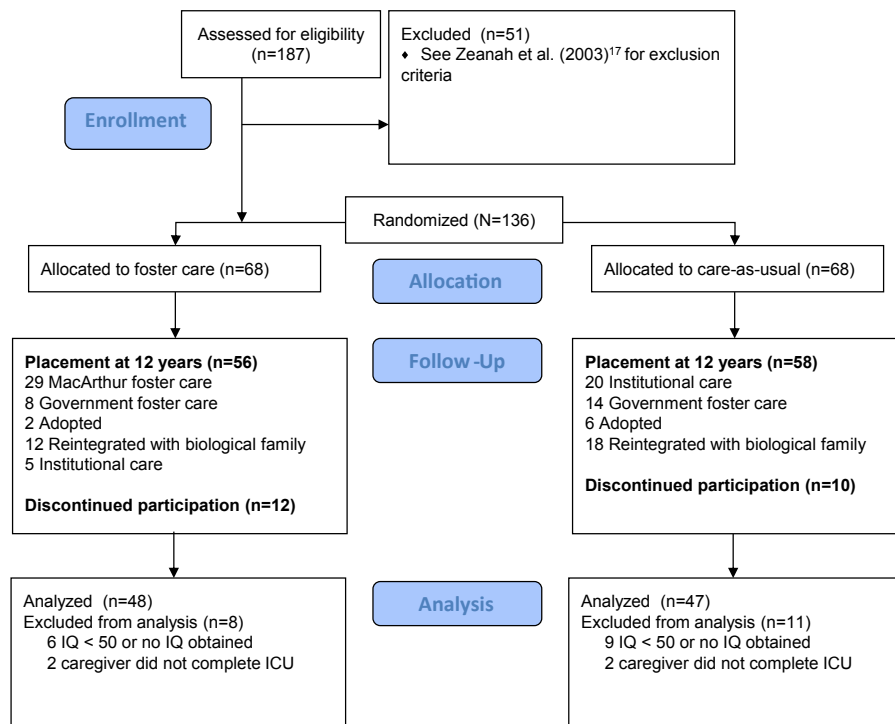 Assessed for eligibility
(n=187)
Excluded (n=51)
♦ See Zeanah et al. (2003)17 for exclusion
criteria
Enrollment
Randomized (N=136)
Allocated to foster care (n=68)
Allocation
Allocated to care-as-usual (n=68)
Follow-Up
Placement at 12 years (n=56)
29 MacArthur foster care
8 Government foster care
2 Adopted
12 Reintegrated with biological family
5 Institutional care
Discontinued participation (n=12)
Placement at 12 years (n=58)
20 Institutional care
14 Government foster care
6 Adopted
18 Reintegrated with biological family
Discontinued participation (n=10)
Analyzed (n=48)
Excluded from analysis (n=8)
6 IQ < 50 or no IQ obtained
2 caregiver did not complete ICU
Analysis
Analyzed (n=47)
Excluded from analysis (n=11)
9 IQ < 50 or no IQ obtained
2 caregiver did not complete ICU